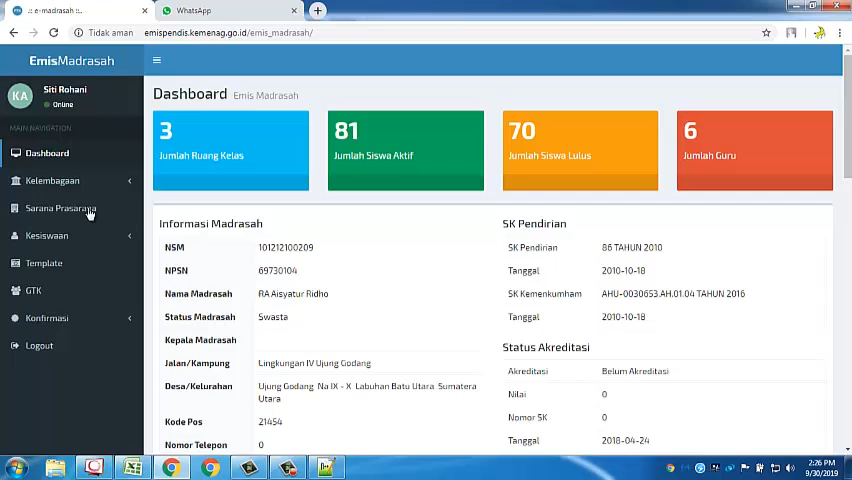 .:: e-madrasah ::.
WhatsApp
Tidak aman
emispendis.kemenag.go.id/emis_madrasah/
EmisMadrasah
KA
Siti Rohani
Online
MAIN NAVIGATION
Dashboard
Kelembagaan
Sarana Prasarana
Kesiswaan
Template
GTK
Konfirmasi
Logout
Dashboard Emis Madrasah
3
Jumlah Ruang Kelas
81
Jumlah Siswa Aktif
70
Jumlah Siswa Lulus
6
Jumlah Guru
Informasi Madrasah
NSM 101212100209
NPSN 69730104
Nama Madrasah RA Aisyatur Ridho
Status Madrasah Swasta
Kepala Madrasah
Jalan/Kampung Lingkungan IV Ujung Godang
Desa/Kelurahan Ujung Godang Na IX - X Labuhan Batu Utara Sumatera
Utara
Kode Pos 21454
Nomor Telepon 0
SK Pendirian
SK Pendirian 86 TAHUN 2010
Tanggal 2010-10-18
SK Kemenkumham AHU-0030653.AH.01.04 TAHUN 2016
Tanggal 2010-10-18
Status Akreditasi
Akreditasi Belum Akreditasi
Nilai 0
Nomor SK 0
Tanggal 2018-04-24
2:26 PM
9/30/2019